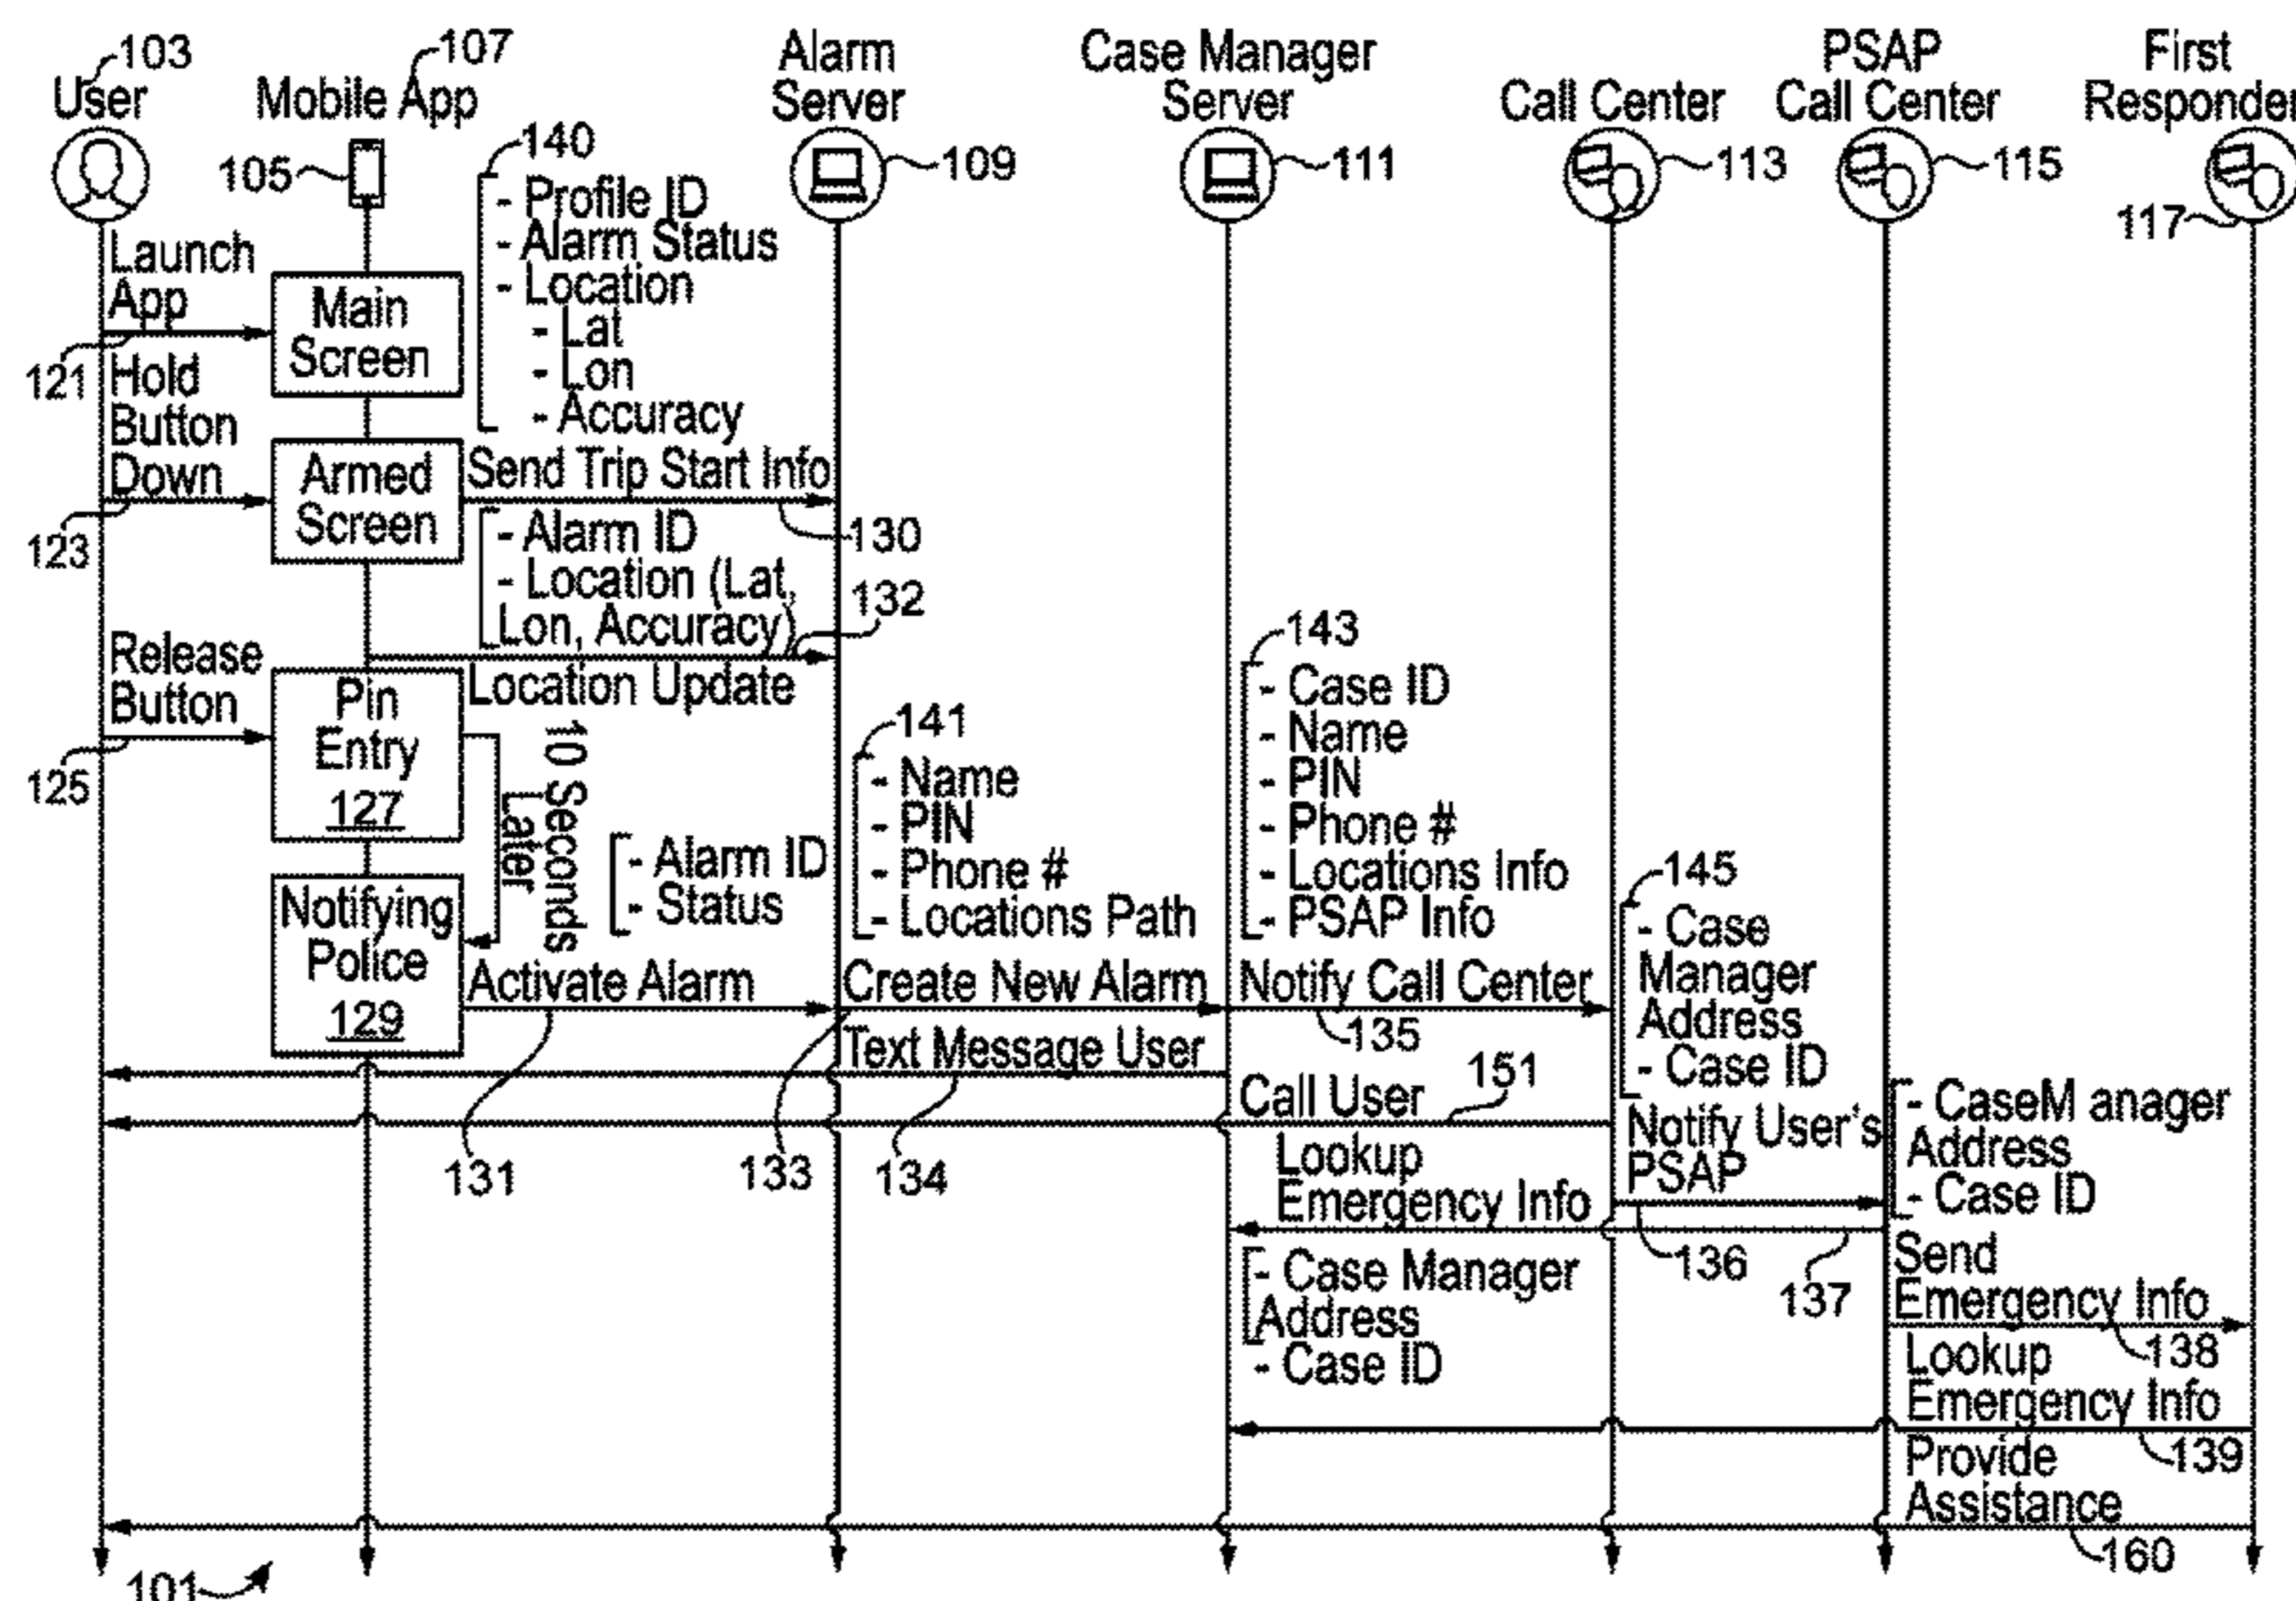 103
User
107
Mobile App
105
Alarm
Server
109
Case Manager
Server
111
Call Center
113
PSAP
Call Center
115
First
Responder
117
140
- Profile ID
- Alarm Status
- Location
- Lat
- Lon
- Accuracy
Launch
App
121
Main
Screen
Hold
Button
Down
123
Armed
Screen
Send Trip Start Info
130
- Alarm ID
- Location (Lat,
Lon, Accuracy)
132
Location Update
Release
Button
125
Pin
Entry
127
10 Seconds
Later
Notifying
Police
129
- Alarm ID
- Status
Activate Alarm
131
141
- Name
- PIN
- Phone #
- Locations Path
Create New Alarm
133
143
- Case ID
- Name
- PIN
- Phone #
- Locations Info
- PSAP Info
Notify Call Center
135
Text Message User
134
Call User
151
145
- Case
Manager
Address
- Case ID
Notify User's
PSAP
136
- CaseM anager
Address
- Case ID
Lookup
Emergency Info
137
- Case Manager
Address
- Case ID
Send
Emergency Info
138
Lookup
Emergency Info
139
Provide
Assistance
160
101